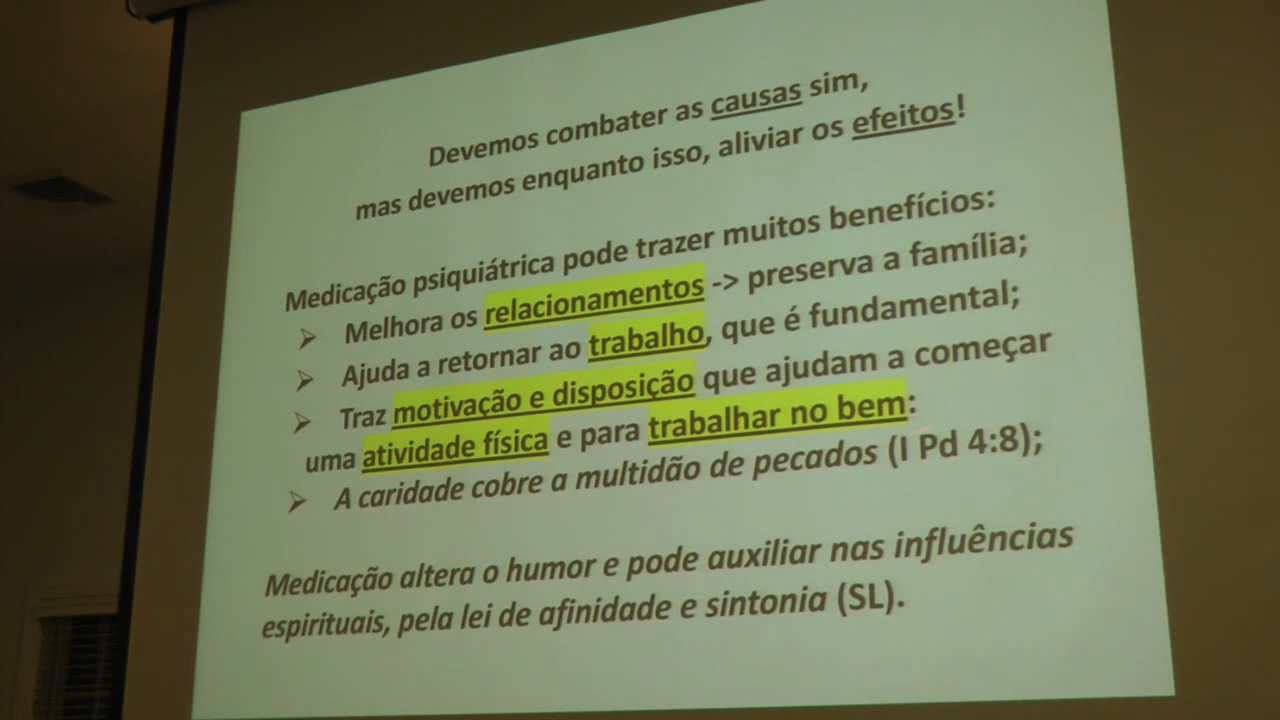 Devemos combater as causas sim,
mas devemos enquanto isso, aliviar os efeitos!
Medicação psiquiátrica pode trazer muitos benefícios:
➢ Melhora os relacionamentos -> preserva a família;
➢ Ajuda a retornar ao trabalho, que é fundamental;
➢ Traz motivação e disposição que ajudam a começar
uma atividade física e para trabalhar no bem:
➢ A caridade cobre a multidão de pecados (I Pd 4:8);
Medicação altera o humor e pode auxiliar nas influências
espirituais, pela lei de afinidade e sintonia (SL).